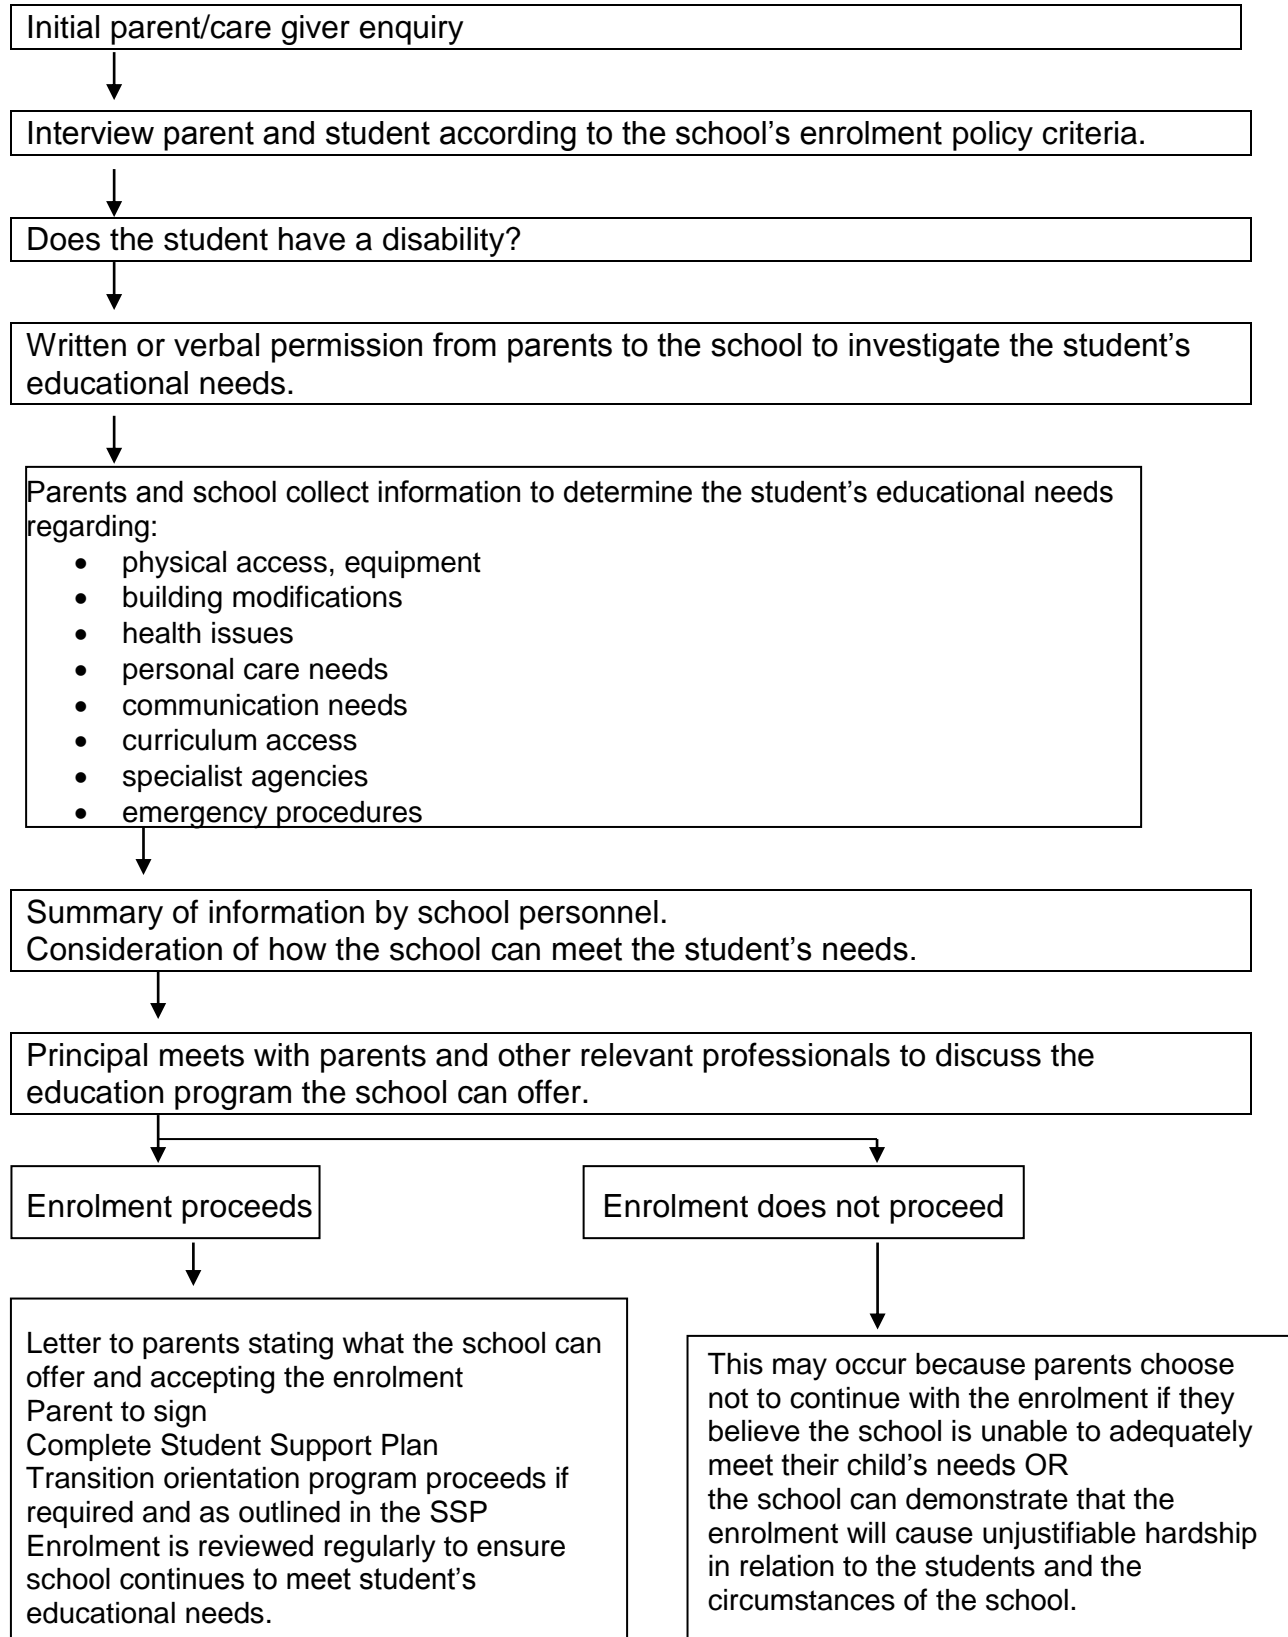 Initial parent/care giver enquiry
Interview parent and student according to the school’s enrolment policy criteria.
Does the student have a disability?
Written or verbal permission from parents to the school to investigate the student’s
educational needs.
Parents and school collect information to determine the student’s educational needs
regarding:
• physical access, equipment
• building modifications
• health issues
• personal care needs
• communication needs
• curriculum access
• specialist agencies
• emergency procedures
Summary of information by school personnel.
Consideration of how the school can meet the student’s needs.
Principal meets with parents and other relevant professionals to discuss the
education program the school can offer.
Enrolment proceeds
Enrolment does not proceed
Letter to parents stating what the school can
offer and accepting the enrolment
Parent to sign
Complete Student Support Plan
Transition orientation program proceeds if
required and as outlined in the SSP
Enrolment is reviewed regularly to ensure
school continues to meet student’s
educational needs.
This may occur because parents choose
not to continue with the enrolment if they
believe the school is unable to adequately
meet their child’s needs OR
the school can demonstrate that the
enrolment will cause unjustifiable hardship
in relation to the students and the
circumstances of the school.